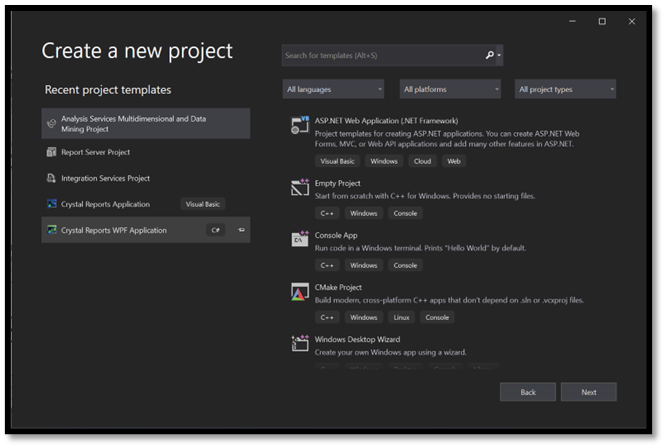 Create a new project
Recent project templates
Analysis Services Multidimensional and Data
Mining Project
Report Server Project
Integration Services Project
Crystal Reports Application Visual Basic
Crystal Reports WPF Application C#
Search for templates (Alt+S)
All languages All platforms All project types
ASP.NET Web Application (.NET Framework)
Project templates for creating ASP.NET applications. You can create ASP.NET Web
Forms, MVC, or Web API applications and add many other features in ASP.NET.
Visual Basic Windows Cloud Web
Empty Project
Start from scratch with C++ for Windows. Provides no starting files.
C++ Windows Console
Console App
Run code in a Windows terminal. Prints "Hello World" by default.
C++ Windows Console
CMake Project
Build modern, cross-platform C++ apps that don't depend on .sln or .vcxproj files.
C++ Windows Linux Console
Windows Desktop Wizard
Create your own Windows app using a wizard.
Back Next